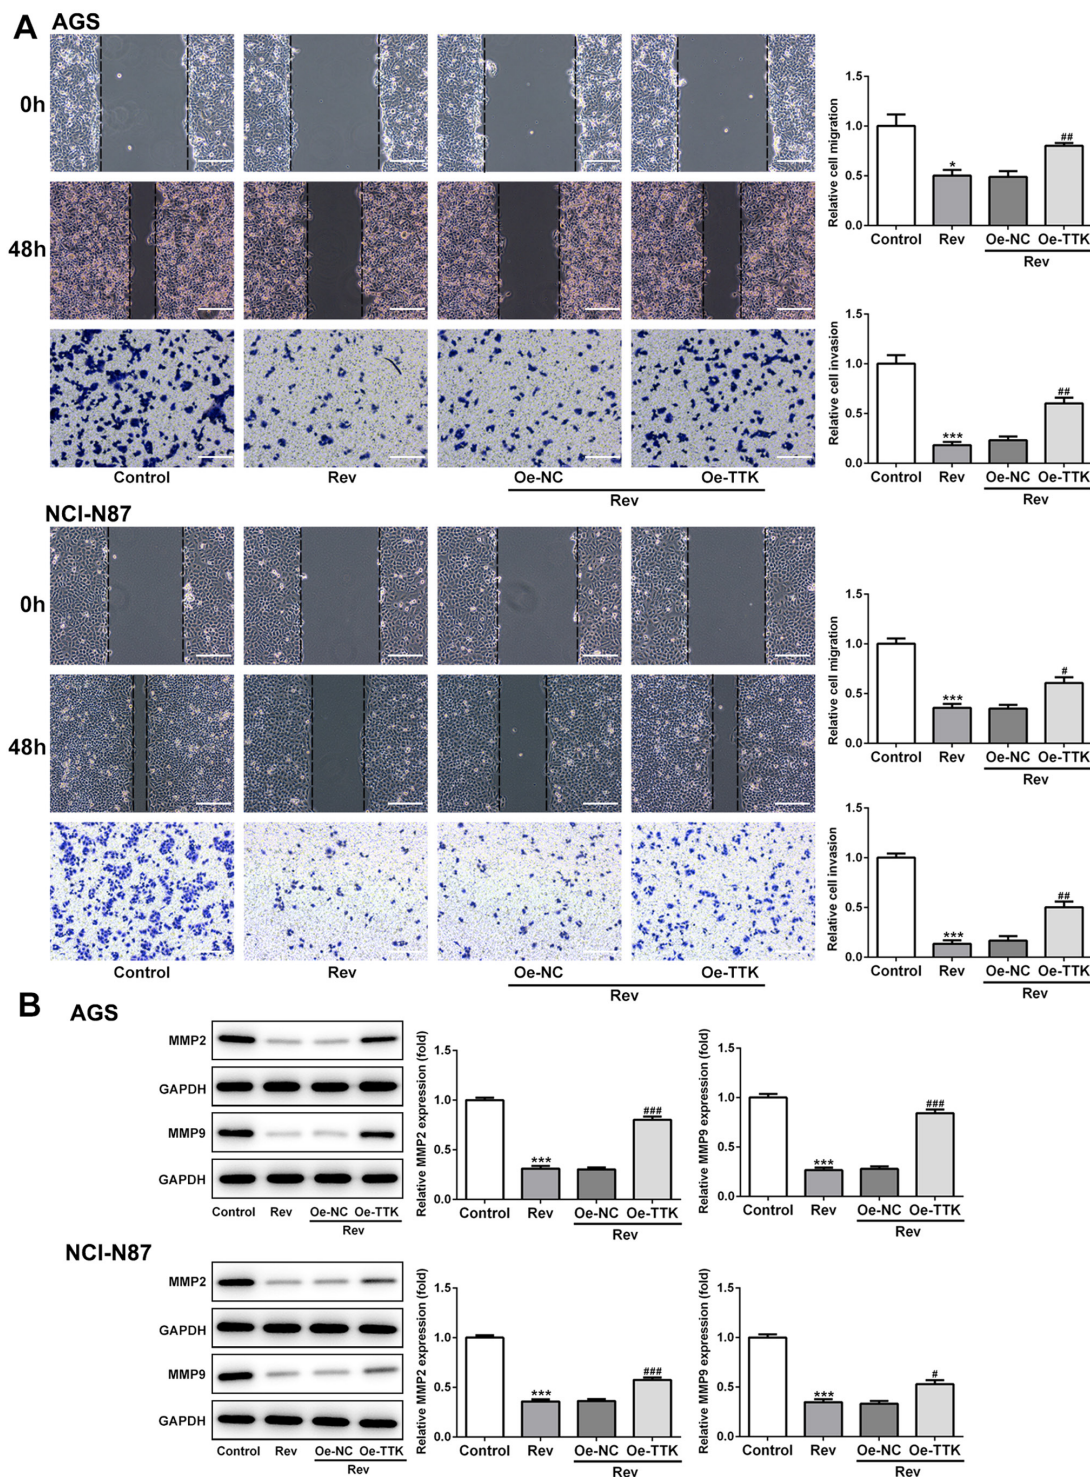 A
AGS
0h
48h
Control Rev Oe-NC Oe-TTK
Rev
Relative cell migration
1.5
1.0
0.5
0.0
*
##
Control Rev Oe-NC Oe-TTK
Rev
Relative cell invasion
1.5
1.0
0.5
0.0
***
##
Control Rev Oe-NC Oe-TTK
Rev
NCI-N87
0h
48h
Control Rev Oe-NC Oe-TTK
Rev
Relative cell migration
1.5
1.0
0.5
0.0
***
#
Control Rev Oe-NC Oe-TTK
Rev
Relative cell invasion
1.5
1.0
0.5
0.0
***
##
Control Rev Oe-NC Oe-TTK
Rev
B
AGS
MMP2
GAPDH
MMP9
GAPDH
Control Rev Oe-NC Oe-TTK
Rev
Relative MMP2 expression (fold)
1.5
1.0
0.5
0.0
***
###
Control Rev Oe-NC Oe-TTK
Rev
Relative MMP9 expression (fold)
1.5
1.0
0.5
0.0
***
###
Control Rev Oe-NC Oe-TTK
Rev
NCI-N87
MMP2
GAPDH
MMP9
GAPDH
Control Rev Oe-NC Oe-TTK
Rev
Relative MMP2 expression (fold)
1.5
1.0
0.5
0.0
***
###
Control Rev Oe-NC Oe-TTK
Rev
Relative MMP9 expression (fold)
1.5
1.0
0.5
0.0
***
#
Control Rev Oe-NC Oe-TTK
Rev